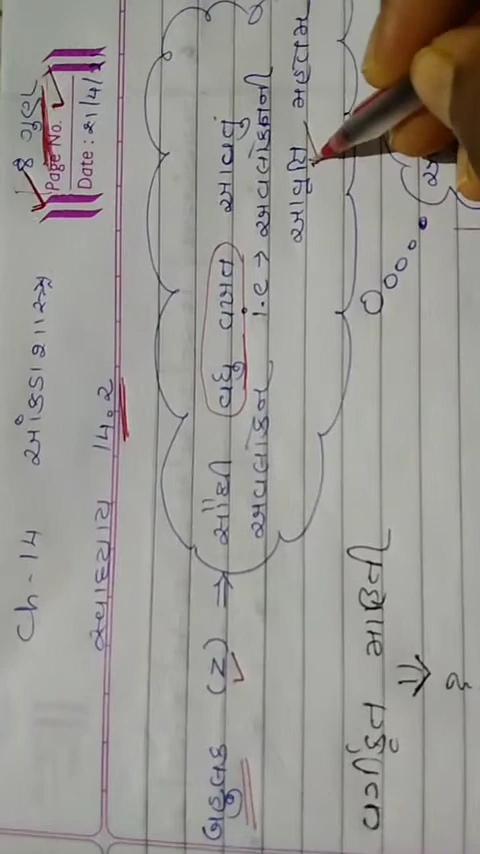 Page No.
Date: 21/4/2
Ch-14 આંકડાશાસ્ત્ર
સ્વાધ્યાય 14.2
બહુલક (Z) ⇒ સૌથી વધુ વખત આવતું
અવલોકન i.e → અવલોકનની
આવૃત્તિ મહત્તમ
વર્ગીકૃત માહિતી
⇓